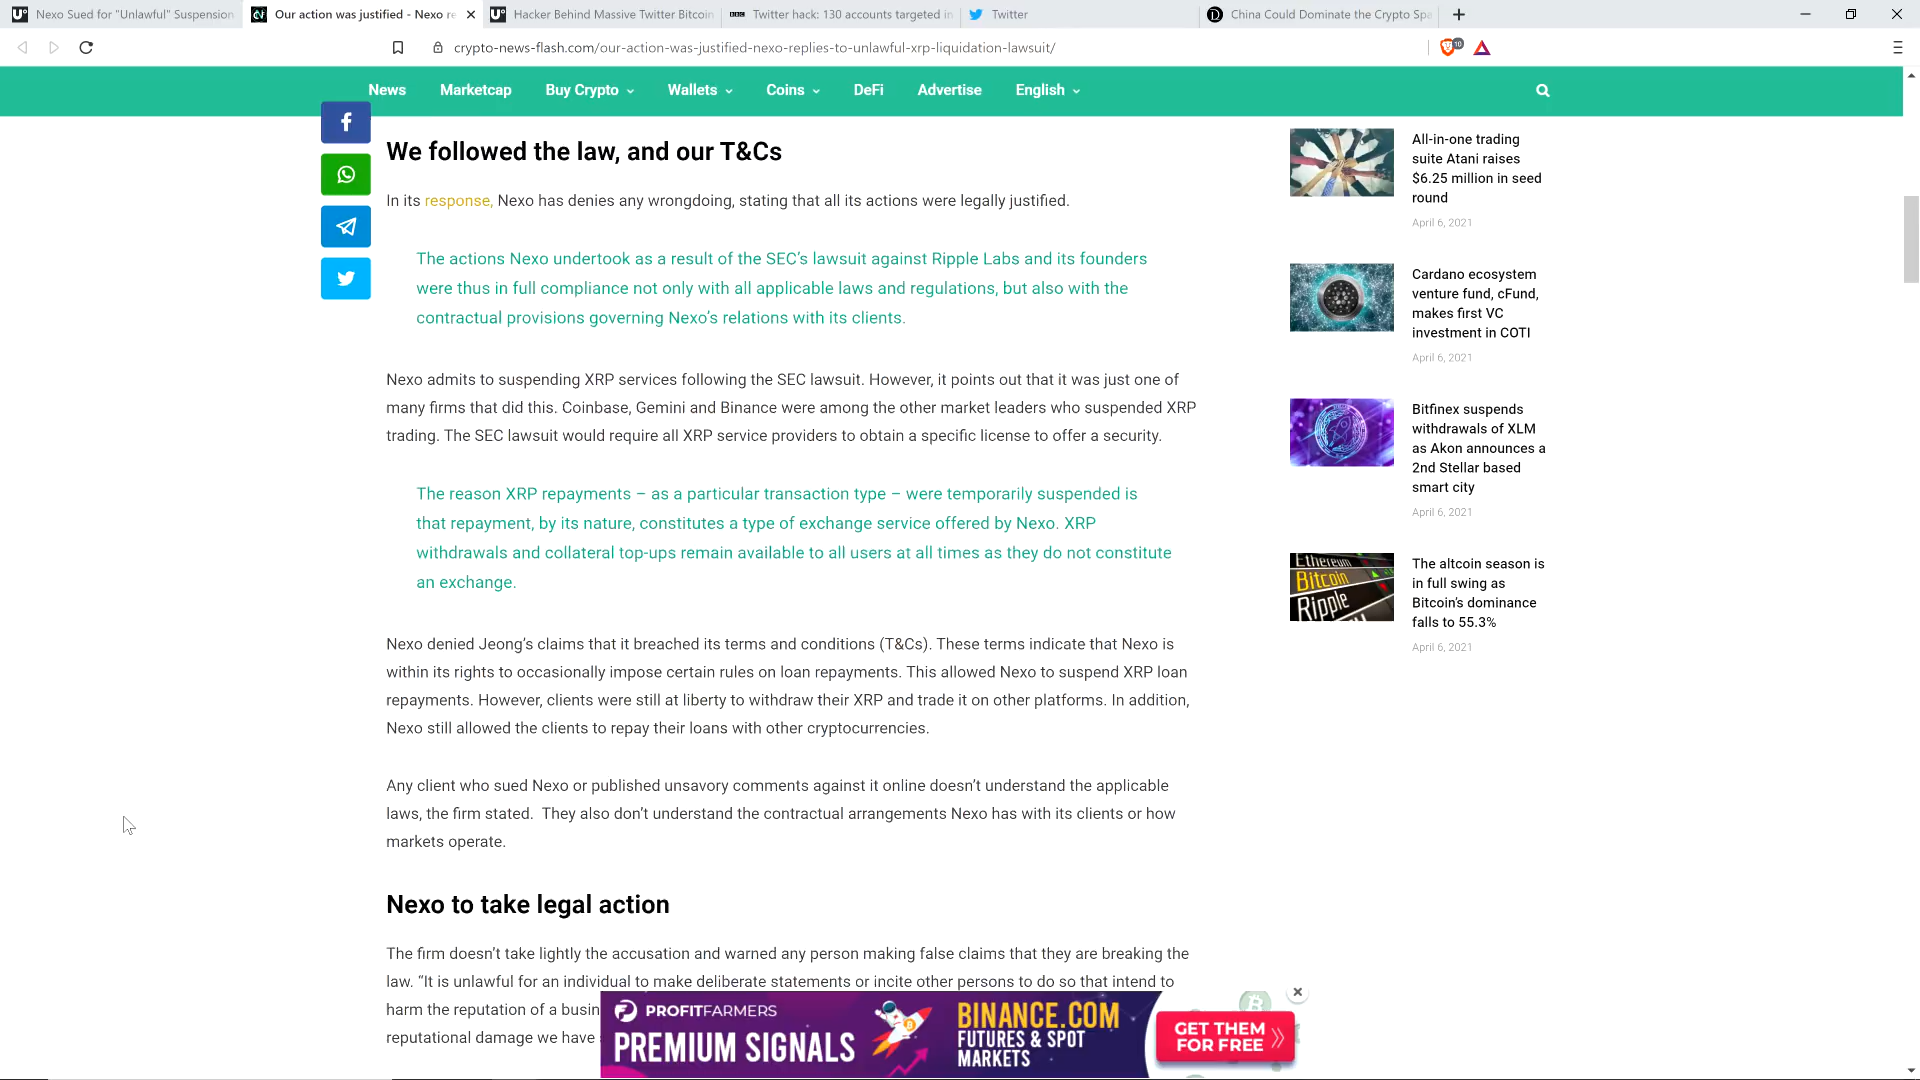 Nexo Sued for "Unlawful" Suspension
Our action was justified - Nexo re
Hacker Behind Massive Twitter Bitcoin
BBC Twitter hack: 130 accounts targeted in
Twitter
China Could Dominate the Crypto Spa
crypto-news-flash.com/our-action-was-justified-nexo-replies-to-unlawful-xrp-liquidation-lawsuit/
10
News Marketcap Buy Crypto Wallets Coins DeFi Advertise English
We followed the law, and our T&Cs
In its response, Nexo has denies any wrongdoing, stating that all its actions were legally justified.
The actions Nexo undertook as a result of the SEC's lawsuit against Ripple Labs and its founders
were thus in full compliance not only with all applicable laws and regulations, but also with the
contractual provisions governing Nexo's relations with its clients.
Nexo admits to suspending XRP services following the SEC lawsuit. However, it points out that it was just one of
many firms that did this. Coinbase, Gemini and Binance were among the other market leaders who suspended XRP
trading. The SEC lawsuit would require all XRP service providers to obtain a specific license to offer a security.
The reason XRP repayments – as a particular transaction type – were temporarily suspended is
that repayment, by its nature, constitutes a type of exchange service offered by Nexo. XRP
withdrawals and collateral top-ups remain available to all users at all times as they do not constitute
an exchange.
Nexo denied Jeong's claims that it breached its terms and conditions (T&Cs). These terms indicate that Nexo is
within its rights to occasionally impose certain rules on loan repayments. This allowed Nexo to suspend XRP loan
repayments. However, clients were still at liberty to withdraw their XRP and trade it on other platforms. In addition,
Nexo still allowed the clients to repay their loans with other cryptocurrencies.
Any client who sued Nexo or published unsavory comments against it online doesn't understand the applicable
laws, the firm stated.  They also don't understand the contractual arrangements Nexo has with its clients or how
markets operate.
Nexo to take legal action
The firm doesn't take lightly the accusation and warned any person making false claims that they are breaking the
law. “It is unlawful for an individual to make deliberate statements or incite other persons to do so that intend to
harm the reputation of a busin
reputational damage we have
All-in-one trading
suite Atani raises
$6.25 million in seed
round
April 6, 2021
Cardano ecosystem
venture fund, cFund,
makes first VC
investment in COTI
April 6, 2021
Bitfinex suspends
withdrawals of XLM
as Akon announces a
2nd Stellar based
smart city
April 6, 2021
Ethereum
Bitcoin
Ripple
The altcoin season is
in full swing as
Bitcoin's dominance
falls to 55.3%
April 6, 2021
PROFITFARMERS
PREMIUM SIGNALS
BINANCE.COM
FUTURES & SPOT
MARKETS
GET THEM
FOR FREE